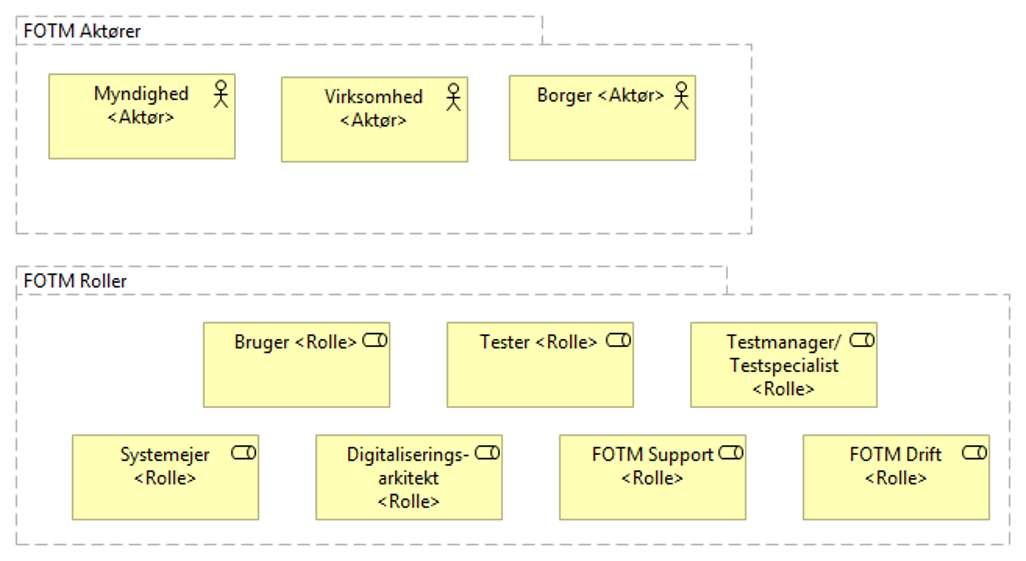 FOTM Aktører
Myndighed
<Aktør>
Virksomhed
<Aktør>
Borger <Aktør>
FOTM Roller
Bruger <Rolle>
Tester <Rolle>
Testmanager/
Testspecialist
<Rolle>
Systemejer
<Rolle>
Digitaliserings-
arkitekt
<Rolle>
FOTM Support
<Rolle>
FOTM Drift
<Rolle>